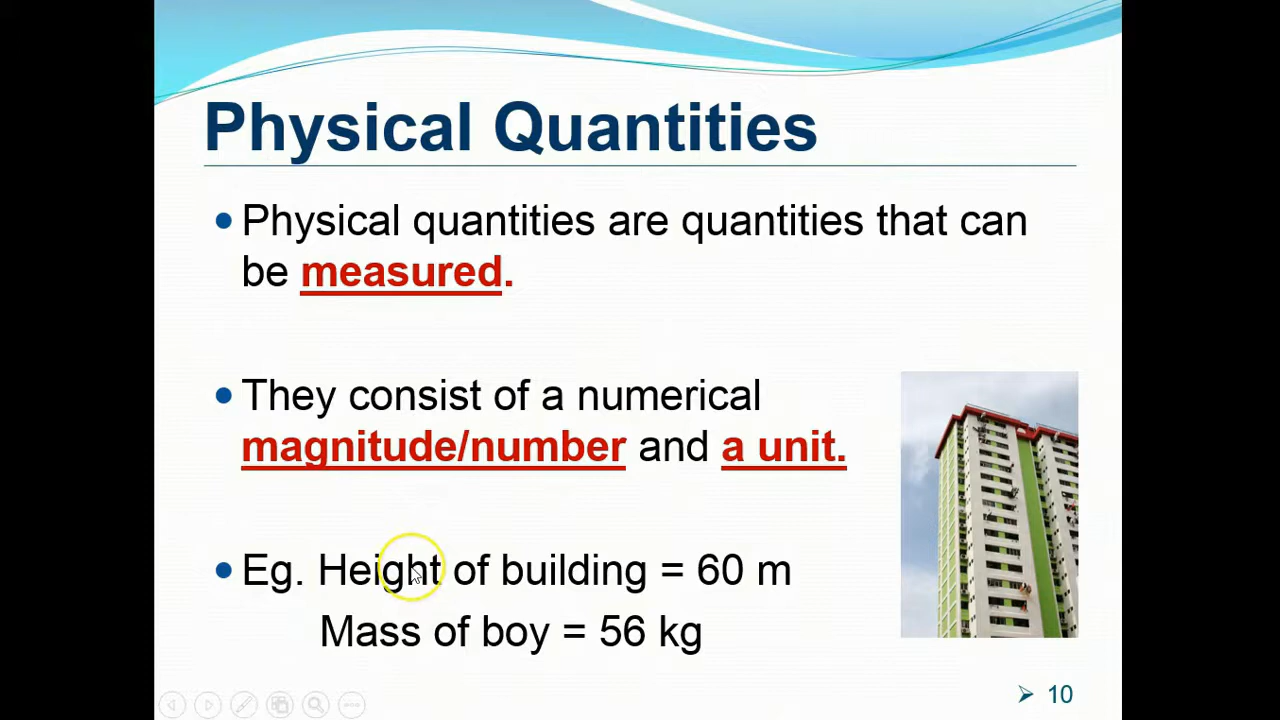 Physical Quantities
Physical quantities are quantities that can
be measured.
They consist of a numerical
magnitude/number and a unit.
Eg. Height of building = 60 m
Mass of boy = 56 kg
10